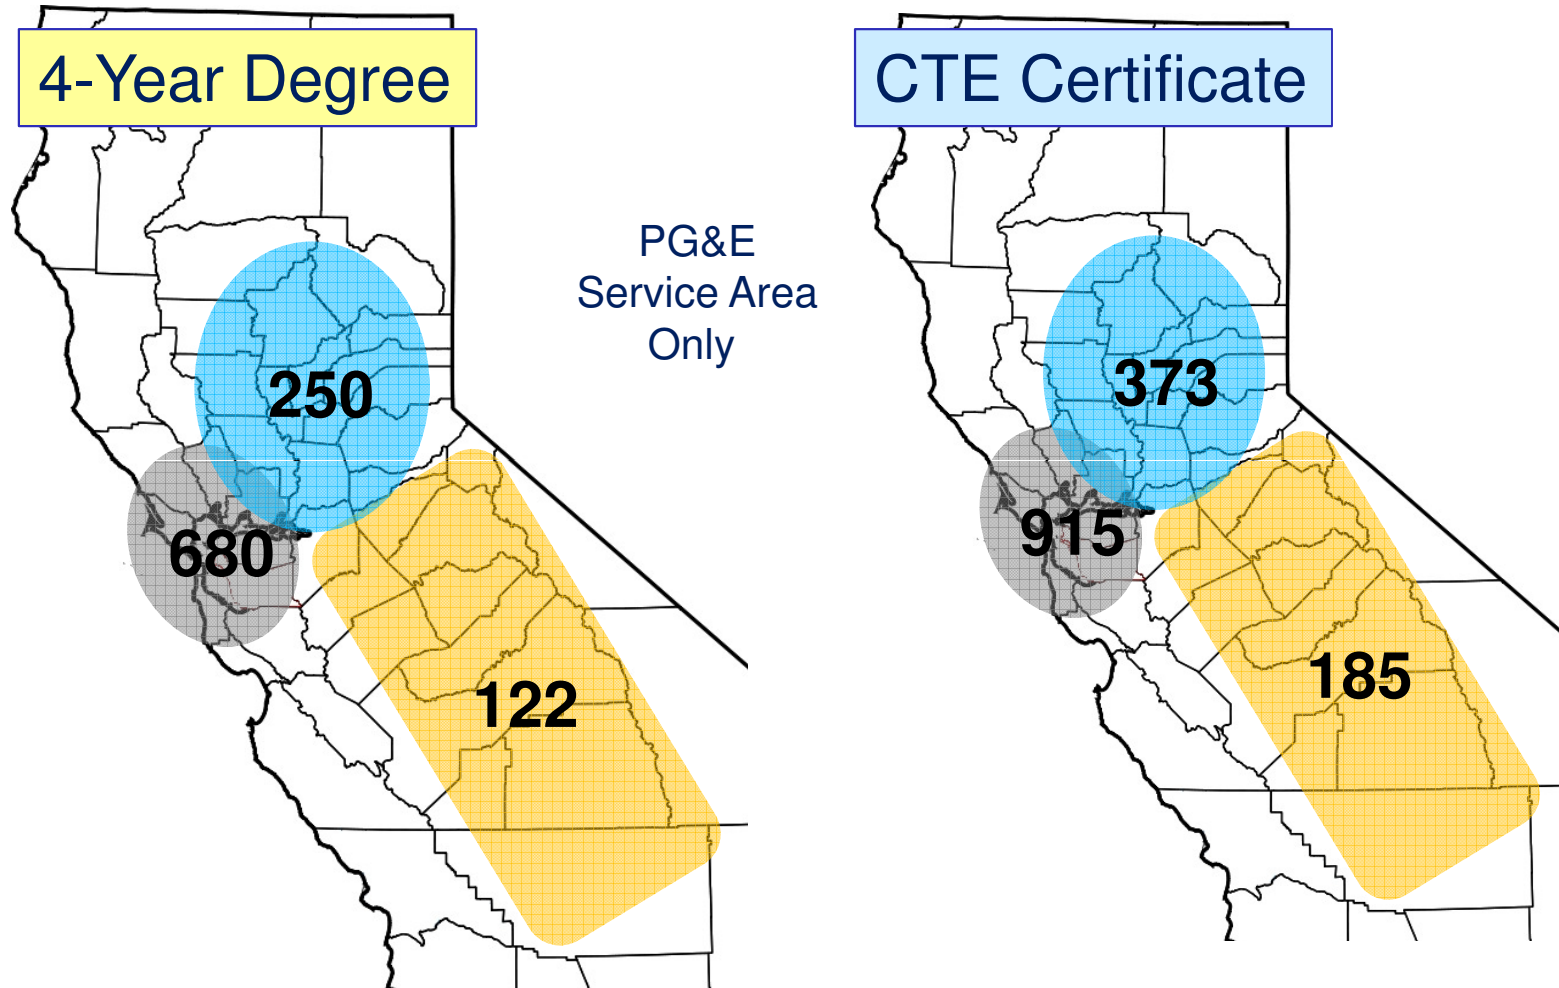 4-Year Degree
CTE Certificate
PG&E
Service Area
Only
250
680
122
373
915
185